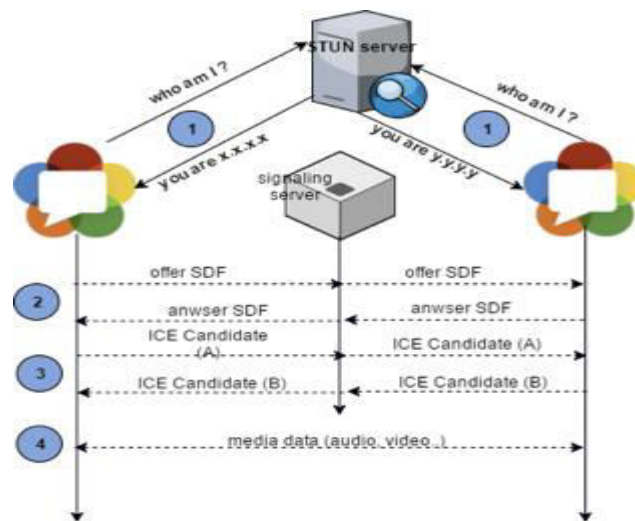 STUN server
who am I ?
who am I ?
1
1
you are x.x.x.x
you are y.y.y.y
signaling
server
offer SDF
offer SDF
2
anwser SDF
anwser SDF
ICE Candidate
(A)
ICE Candidate (A)
3
ICE Candidate (B)
ICE Candidate (B)
4
media data (audio, video..)